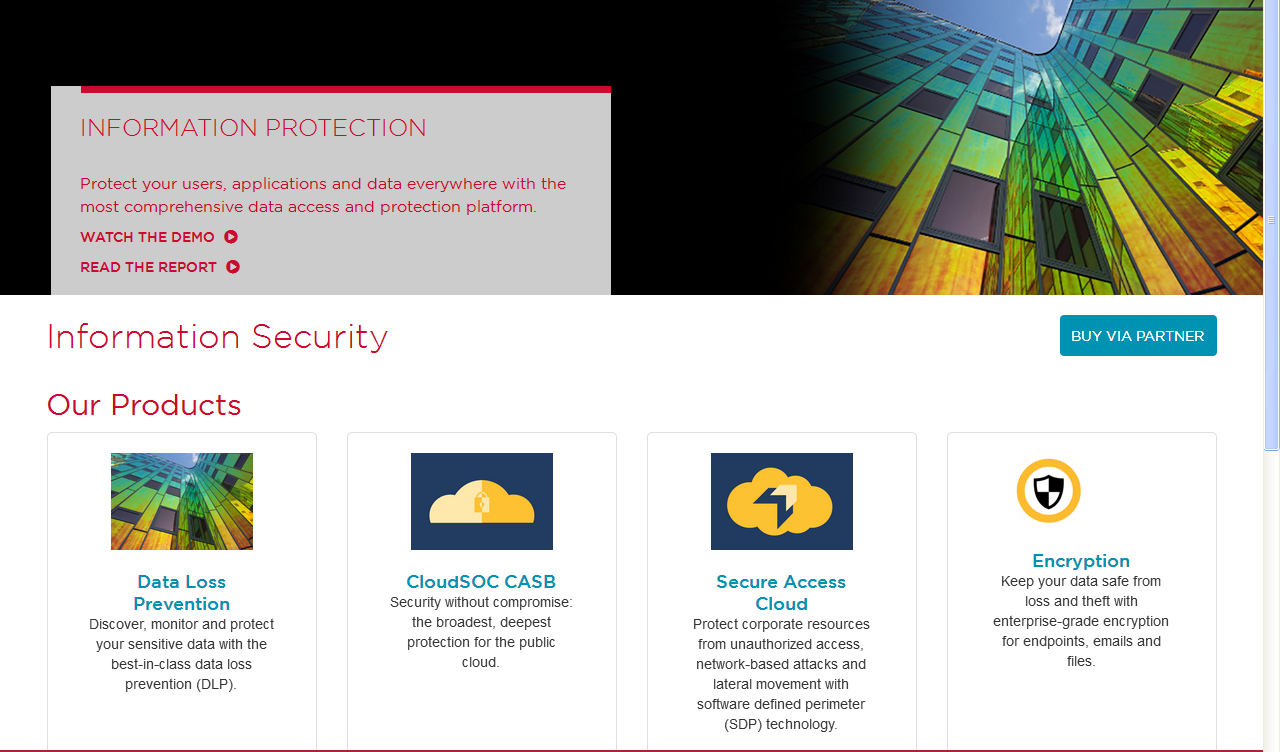 INFORMATION PROTECTION
Protect your users, applications and data everywhere with the
most comprehensive data access and protection platform.
WATCH THE DEMO
READ THE REPORT
Information Security
BUY VIA PARTNER
Our Products
Data Loss
Prevention
Discover, monitor and protect
your sensitive data with the
best-in-class data loss
prevention (DLP).
CloudSOC CASB
Security without compromise:
the broadest, deepest
protection for the public
cloud.
Secure Access
Cloud
Protect corporate resources
from unauthorized access,
network-based attacks and
lateral movement with
software defined perimeter
(SDP) technology.
Encryption
Keep your data safe from
loss and theft with
enterprise-grade encryption
for endpoints, emails and
files.